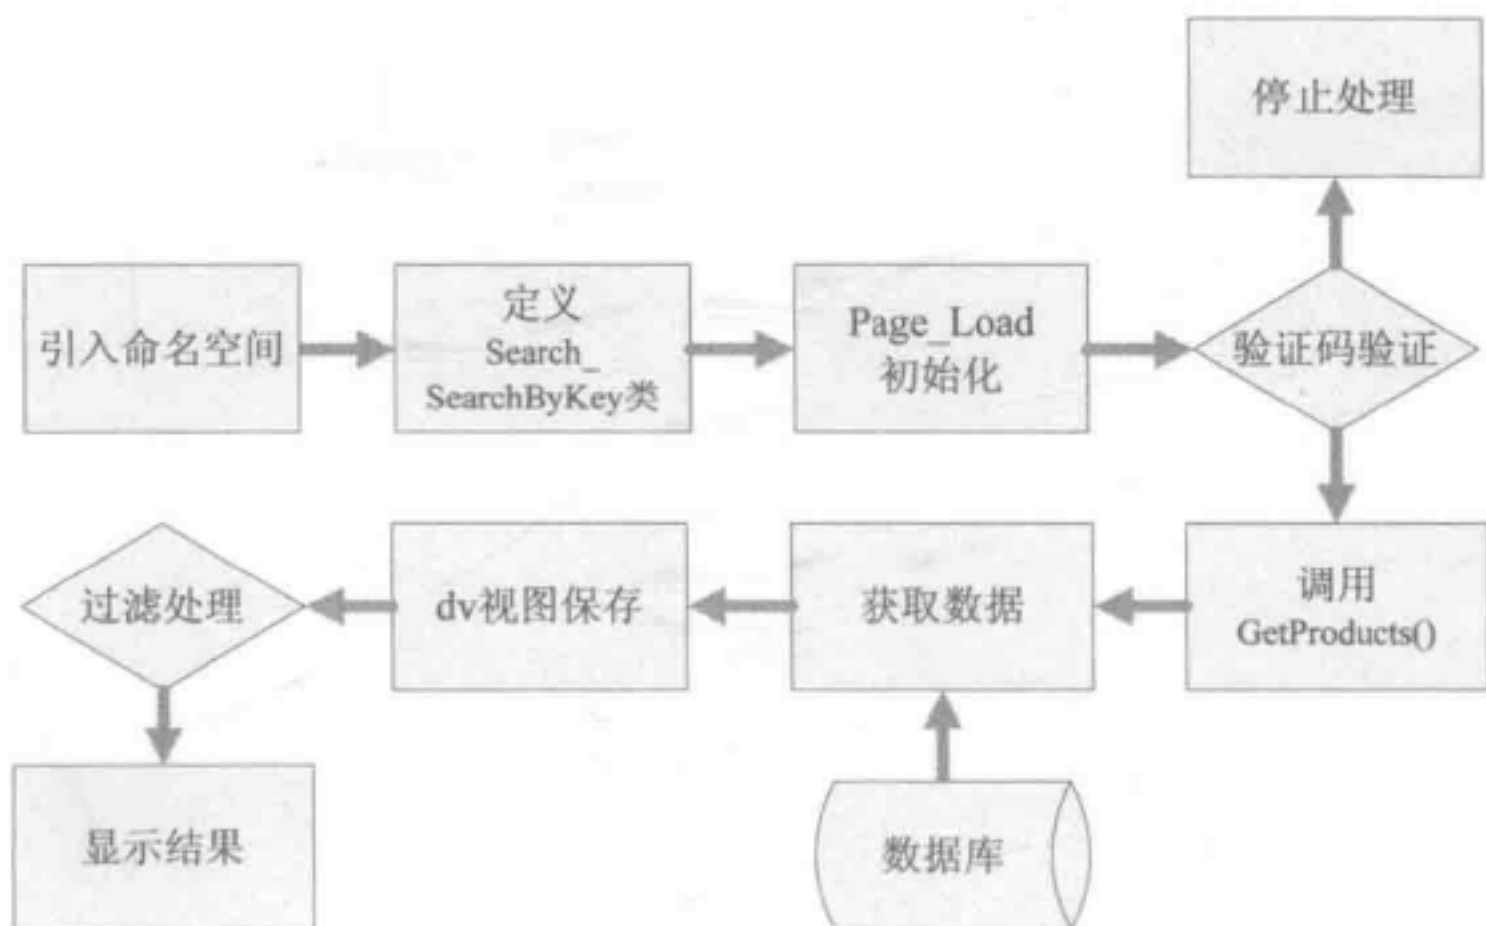 停止处理
引入命名空间
定义
Search_
SearchByKey类
Page_Load
初始化
验证码验证
过滤处理
dv视图保存
获取数据
调用
GetProducts()
显示结果
数据库